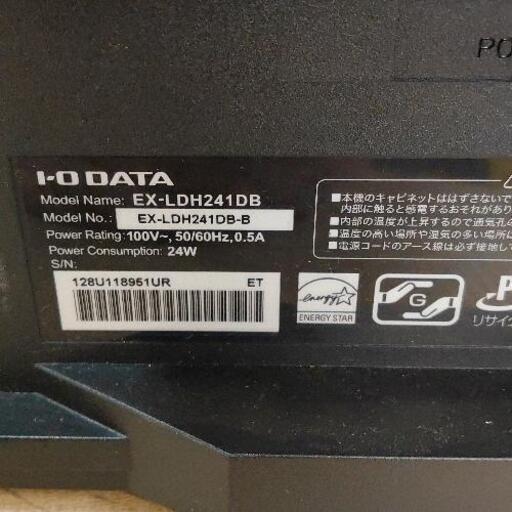 PO
I-O DATA
Model Name: EX-LDH241DB
Model No.: EX-LDH241DB-B
Power Rating:100V~, 50/60Hz, 0.5A
Power Consumption: 24W
S/N:
128U118951UR ET
■本機のキャビネットははずさないで
内部に触ると感電するおそれがあり
■内部の温度が上昇するので通気孔
■温度の高い場所や湿気の多い場所に
■電源コードのアース線は必ず接地し
energy
ENERGY STAR
G
P
リサイク